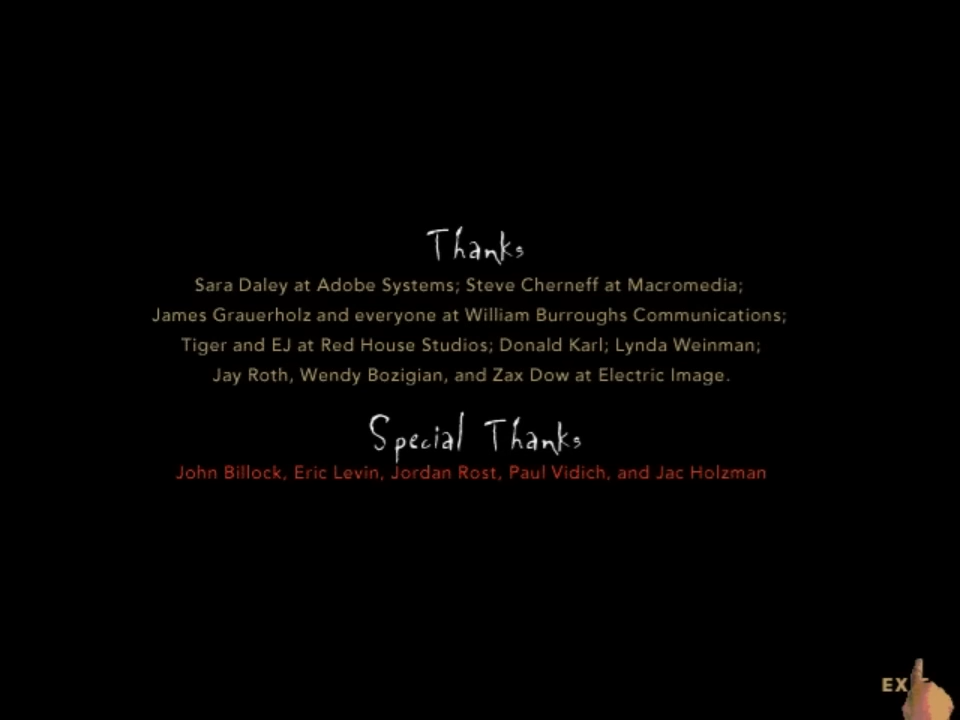 Thanks
Sara Daley at Adobe Systems; Steve Cherneff at Macromedia;
James Grauerholz and everyone at William Burroughs Communications;
Tiger and EJ at Red House Studios; Donald Karl; Lynda Weinman;
Jay Roth, Wendy Bozigian, and Zax Dow at Electric Image.
Special Thanks
John Billock, Eric Levin, Jordan Rost, Paul Vidich, and Jac Holzman